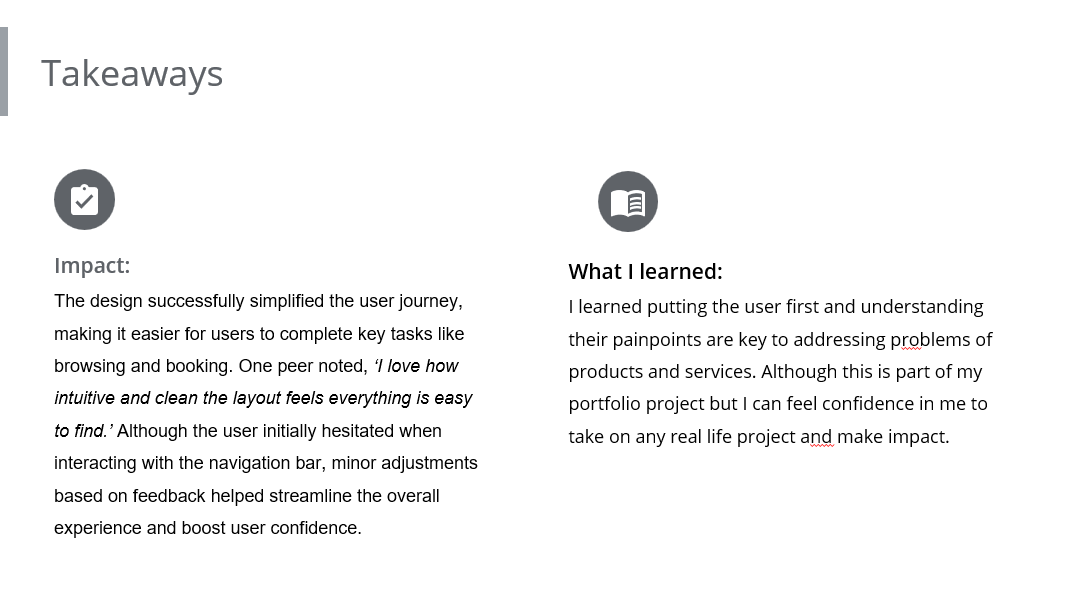 Takeaways
Impact:
The design successfully simplified the user journey,
making it easier for users to complete key tasks like
browsing and booking. One peer noted, ‘I love how
intuitive and clean the layout feels everything is easy
to find.’ Although the user initially hesitated when
interacting with the navigation bar, minor adjustments
based on feedback helped streamline the overall
experience and boost user confidence.
What I learned:
I learned putting the user first and understanding
their painpoints are key to addressing problems of
products and services. Although this is part of my
portfolio project but I can feel confidence in me to
take on any real life project and make impact.